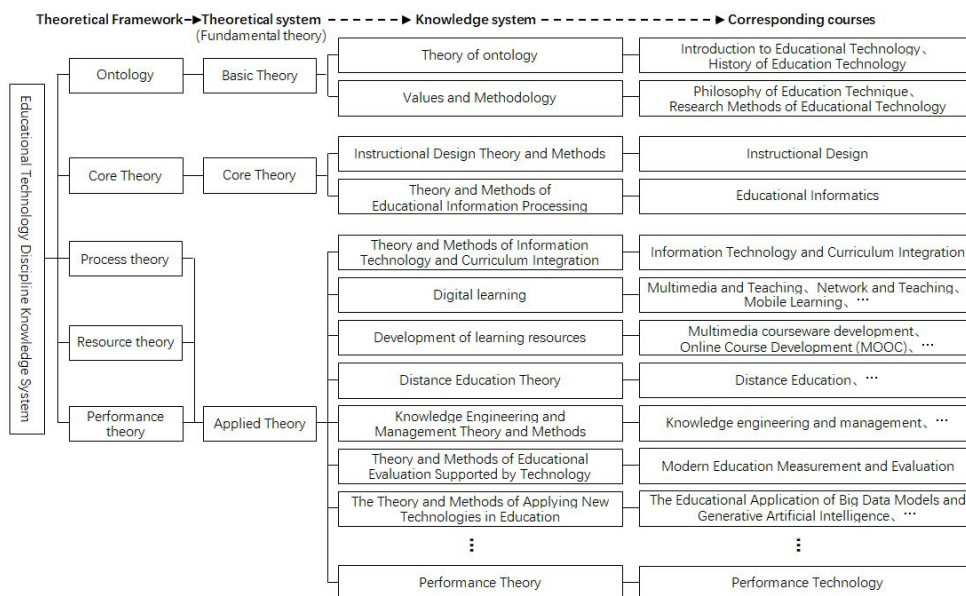 Theoretical Framework
Theoretical system
(Fundamental theory)
Knowledge system
Corresponding courses
Educational Technology Discipline Knowledge System
Ontology
Basic Theory
Theory of ontology
Introduction to Educational Technology、
History of Education Technology
Values and Methodology
Philosophy of Education Technique、
Research Methods of Educational Technology
Core Theory
Core Theory
Instructional Design Theory and Methods
Instructional Design
Theory and Methods of
Educational Information Processing
Educational Informatics
Process theory
Resource theory
Performance
theory
Applied Theory
Theory and Methods of Information
Technology and Curriculum Integration
Information Technology and Curriculum Integration
Digital learning
Multimedia and Teaching、Network and Teaching、
Mobile Learning、…
Development of learning resources
Multimedia courseware development、
Online Course Development (MOOC)、…
Distance Education Theory
Distance Education、…
Knowledge Engineering and
Management Theory and Methods
Knowledge engineering and management、…
Theory and Methods of Educational
Evaluation Supported by Technology
Modern Education Measurement and Evaluation
The Theory and Methods of Applying New
Technologies in Education
The Educational Application of Big Data Models and
Generative Artificial Intelligence、…
⋮
⋮
Performance Theory
Performance Technology